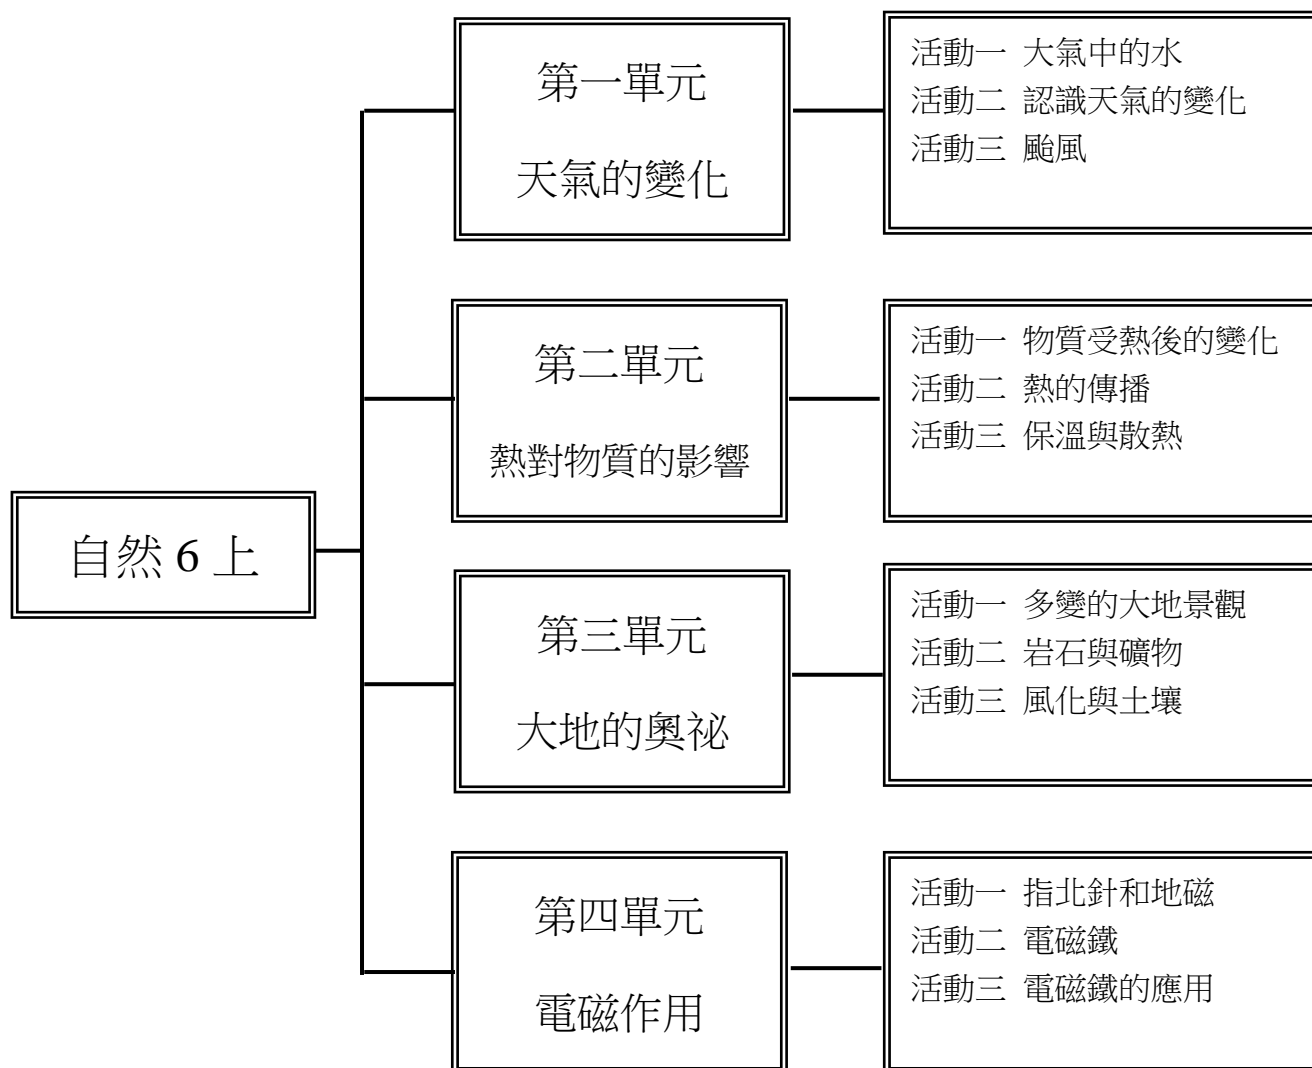 自然 6 上
第一單元
天氣的變化
活動一 大氣中的水
活動二 認識天氣的變化
活動三 颱風
第二單元
熱對物質的影響
活動一 物質受熱後的變化
活動二 熱的傳播
活動三 保溫與散熱
第三單元
大地的奧祕
活動一 多變的大地景觀
活動二 岩石與礦物
活動三 風化與土壤
第四單元
電磁作用
活動一 指北針和地磁
活動二 電磁鐵
活動三 電磁鐵的應用